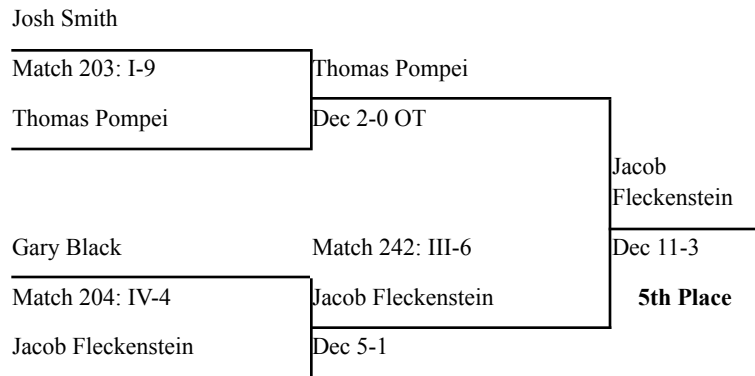 Josh Smith
Match 203: I-9
Thomas Pompei
Thomas Pompei
Dec 2-0 OT
Jacob
Fleckenstein
Gary Black
Match 242: III-6
Dec 11-3
Match 204: IV-4
Jacob Fleckenstein
5th Place
Jacob Fleckenstein
Dec 5-1